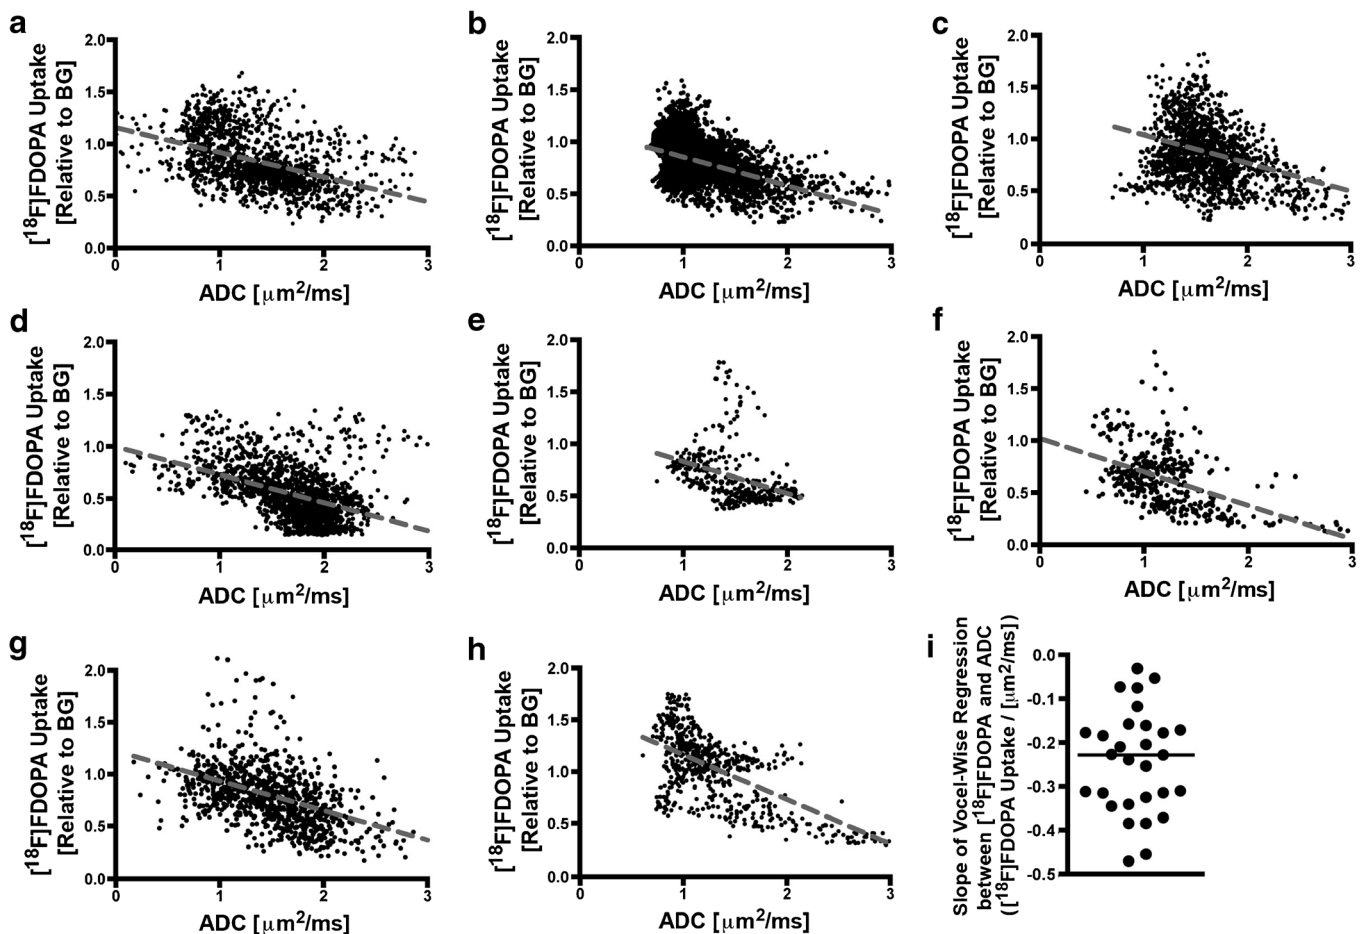 a
[18F]FDOPA Uptake
[Relative to BG]
2.0
1.5
1.0
0.5
0.0
0 1 2 3
ADC [μm2/ms]
b
[18F]FDOPA Uptake
[Relative to BG]
2.0
1.5
1.0
0.5
0.0
0 1 2 3
ADC [μm2/ms]
c
[18F]FDOPA Uptake
[Relative to BG]
2.0
1.5
1.0
0.5
0
0 1 2 3
ADC [μm2/ms]
d
[18F]FDOPA Uptake
[Relative to BG]
2.0
1.5
1.0
0.5
0.0
0 1 2 3
ADC [μm2/ms]
e
[18F]FDOPA Uptake
[Relative to BG]
2.0
1.5
1.0
0.5
0.0
0 1 2 3
ADC [μm2/ms]
f
[18F]FDOPA Uptake
[Relative to BG]
2.0
1.5
1.0
0.5
0.0
0 1 2 3
ADC [μm2/ms]
g
[18F]FDOPA Uptake
[Relative to BG]
2.0
1.5
1.0
0.5
0.0
0 1 2 3
ADC [μm2/ms]
h
[18F]FDOPA Uptake
[Relative to BG]
2.0
1.5
1.0
0.5
0.0
0 1 2 3
ADC [μm2/ms]
i
Slope of Voxel-Wise Regression
between [18F]FDOPA and ADC
([18F]FDOPA Uptake / [μm2/ms])
0.0
-0.1
-0.2
-0.3
-0.4
-0.5